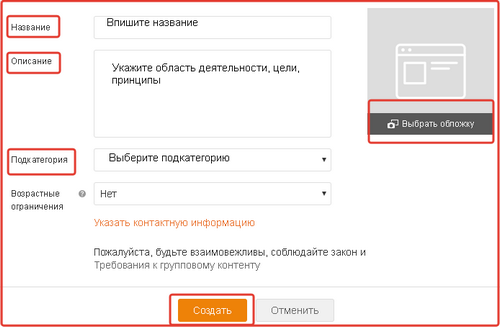 Название
Впишите название
Описание
Укажите область деятельности, цели,
принципы
Выбрать обложку
Подкатегория
Выберите подкатегорию
Возрастные
ограничения
?
Нет
Указать контактную информацию
Пожалуйста, будьте взаимовежливы, соблюдайте закон и
Требования к групповому контенту
Создать
Отменить